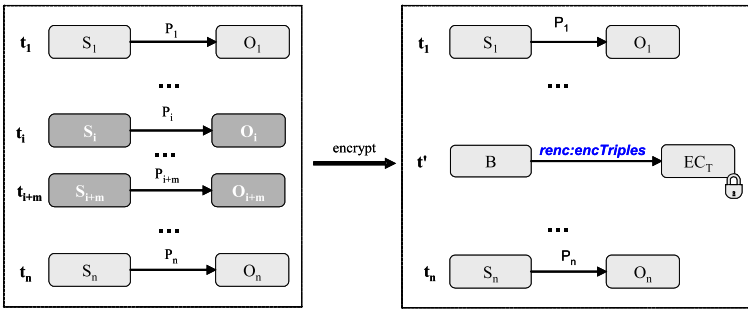 t1 S1 P1 O1
...
ti Si Pi Oi
...
ti+m Si+m Pi+m Oi+m
...
tn Sn Pn On
encrypt
t1 S1 P1 O1
...
t' B renc:encTriples ECT
...
tn Sn Pn On